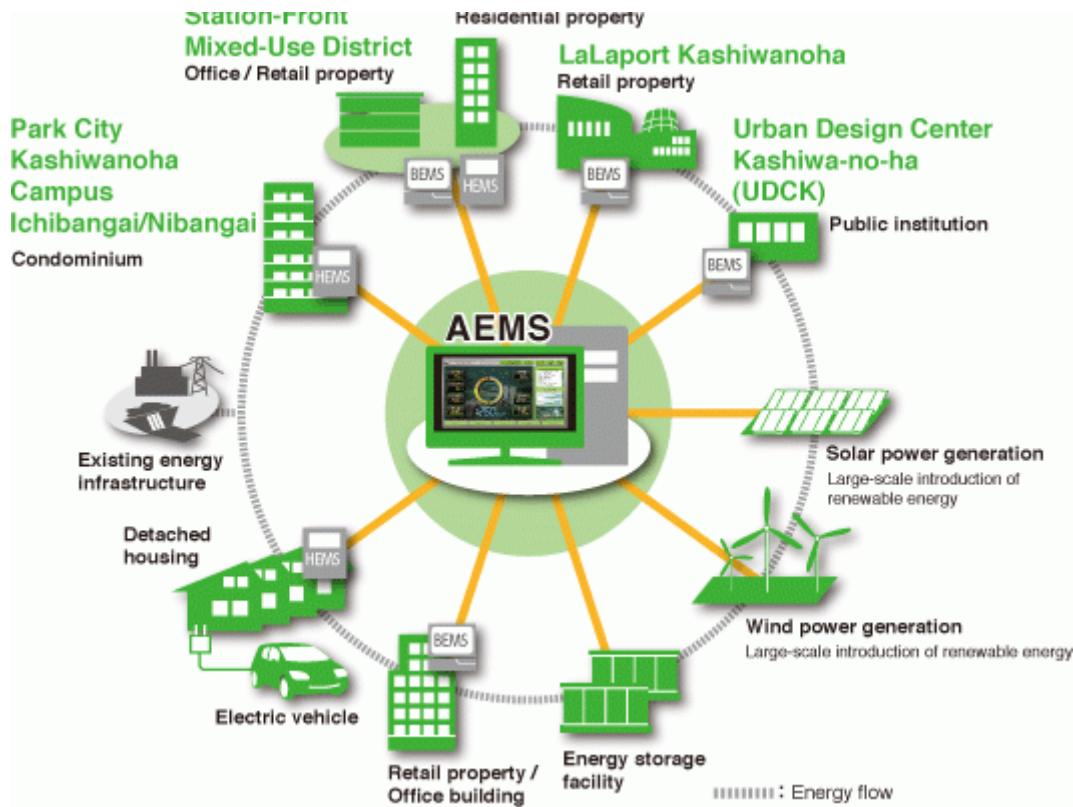 Station-Front
Mixed-Use District
Office / Retail property
Residential property
LaLaport Kashiwanoha
Retail property
Park City
Kashiwanoha
Campus
Ichibangai/Nibangai
Condominium
Urban Design Center
Kashiwa-no-ha
(UDCK)
Public institution
BEMS
HEMS
BEMS
BEMS
HEMS
AEMS
Existing energy
infrastructure
Solar power generation
Large-scale introduction of
renewable energy
Detached
housing
HEMS
Wind power generation
Large-scale introduction of renewable energy
BEMS
Electric vehicle
Retail property /
Office building
Energy storage
facility
: Energy flow